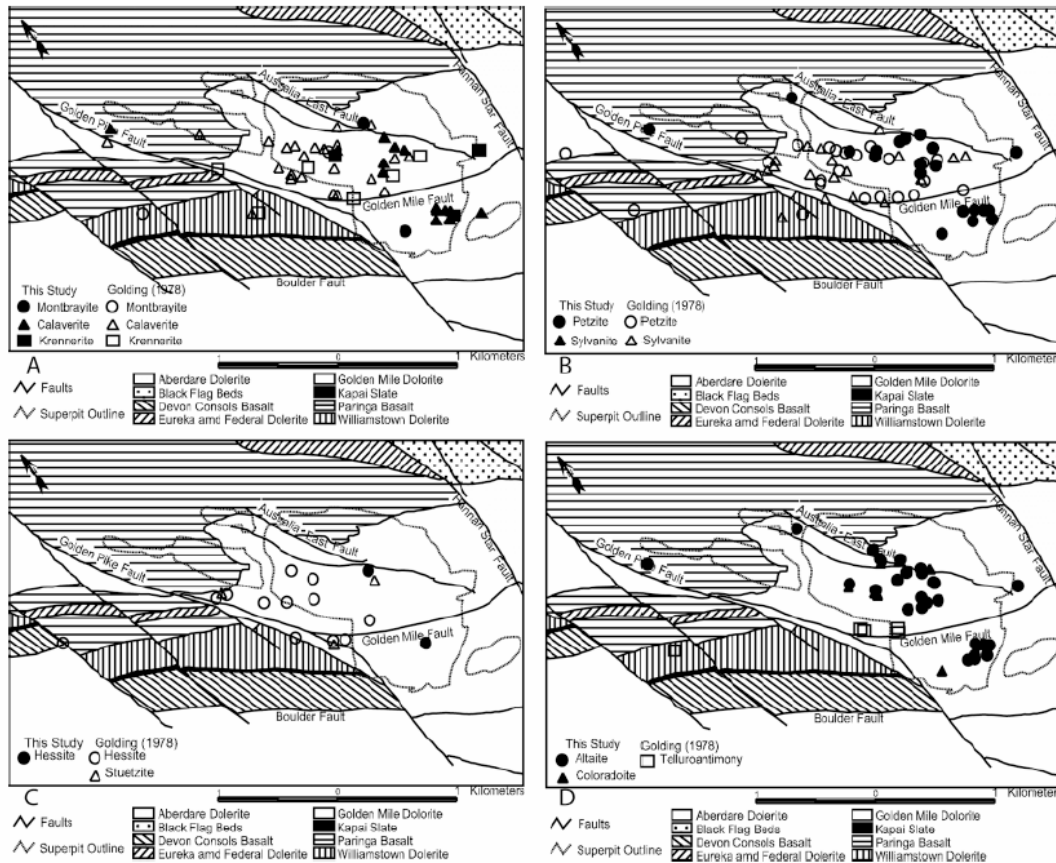 Australia East Fault
Hannan Star Fault
Golden Pike Fault
Golden Mile Fault
Boulder Fault
This Study Golding (1978)
Montbrayite Montbrayite
Calaverite Calaverite
Krennerite Krennerite
A
1 0 1
Kilometers
Faults
Superpit Outline
Aberdare Dolerite
Black Flag Beds
Devon Consols Basalt
Eureka amd Federal Dolerite
Golden Mile Dolorite
Kapai Slate
Paringa Basalt
Williamstown Dolerite
Australia East Fault
Hannan Star Fault
Golden Pike Fault
Golden Mile Fault
Boulder Fault
This Study Golding (1978)
Petzite Petzite
Sylvanite Sylvanite
B
1 0 1
Kilometers
Faults
Superpit Outline
Aberdare Dolerite
Black Flag Beds
Devon Consols Basalt
Eureka amd Federal Dolerite
Golden Mile Dolorite
Kapai Slate
Paringa Basalt
Williamstown Dolerite
Australia East Fault
Hannan Star Fault
Golden Pike Fault
Golden Mile Fault
Boulder Fault
This Study Golding (1978)
Hessite Hessite
Stuetzite
C
1 0 1
Kilometers
Faults
Superpit Outline
Aberdare Dolerite
Black Flag Beds
Devon Consols Basalt
Eureka amd Federal Dolerite
Golden Mile Dolorite
Kapai Slate
Paringa Basalt
Williamstown Dolerite
Australia East Fault
Hannan Star Fault
Golden Pike Fault
Golden Mile Fault
Boulder Fault
This Study Golding (1978)
Altaite Telluroantimony
Coloradoite
D
1 0 1
Kilometers
Faults
Superpit Outline
Aberdare Dolerite
Black Flag Beds
Devon Consols Basalt
Eureka amd Federal Dolerite
Golden Mile Dolorite
Kapai Slate
Paringa Basalt
Williamstown Dolerite